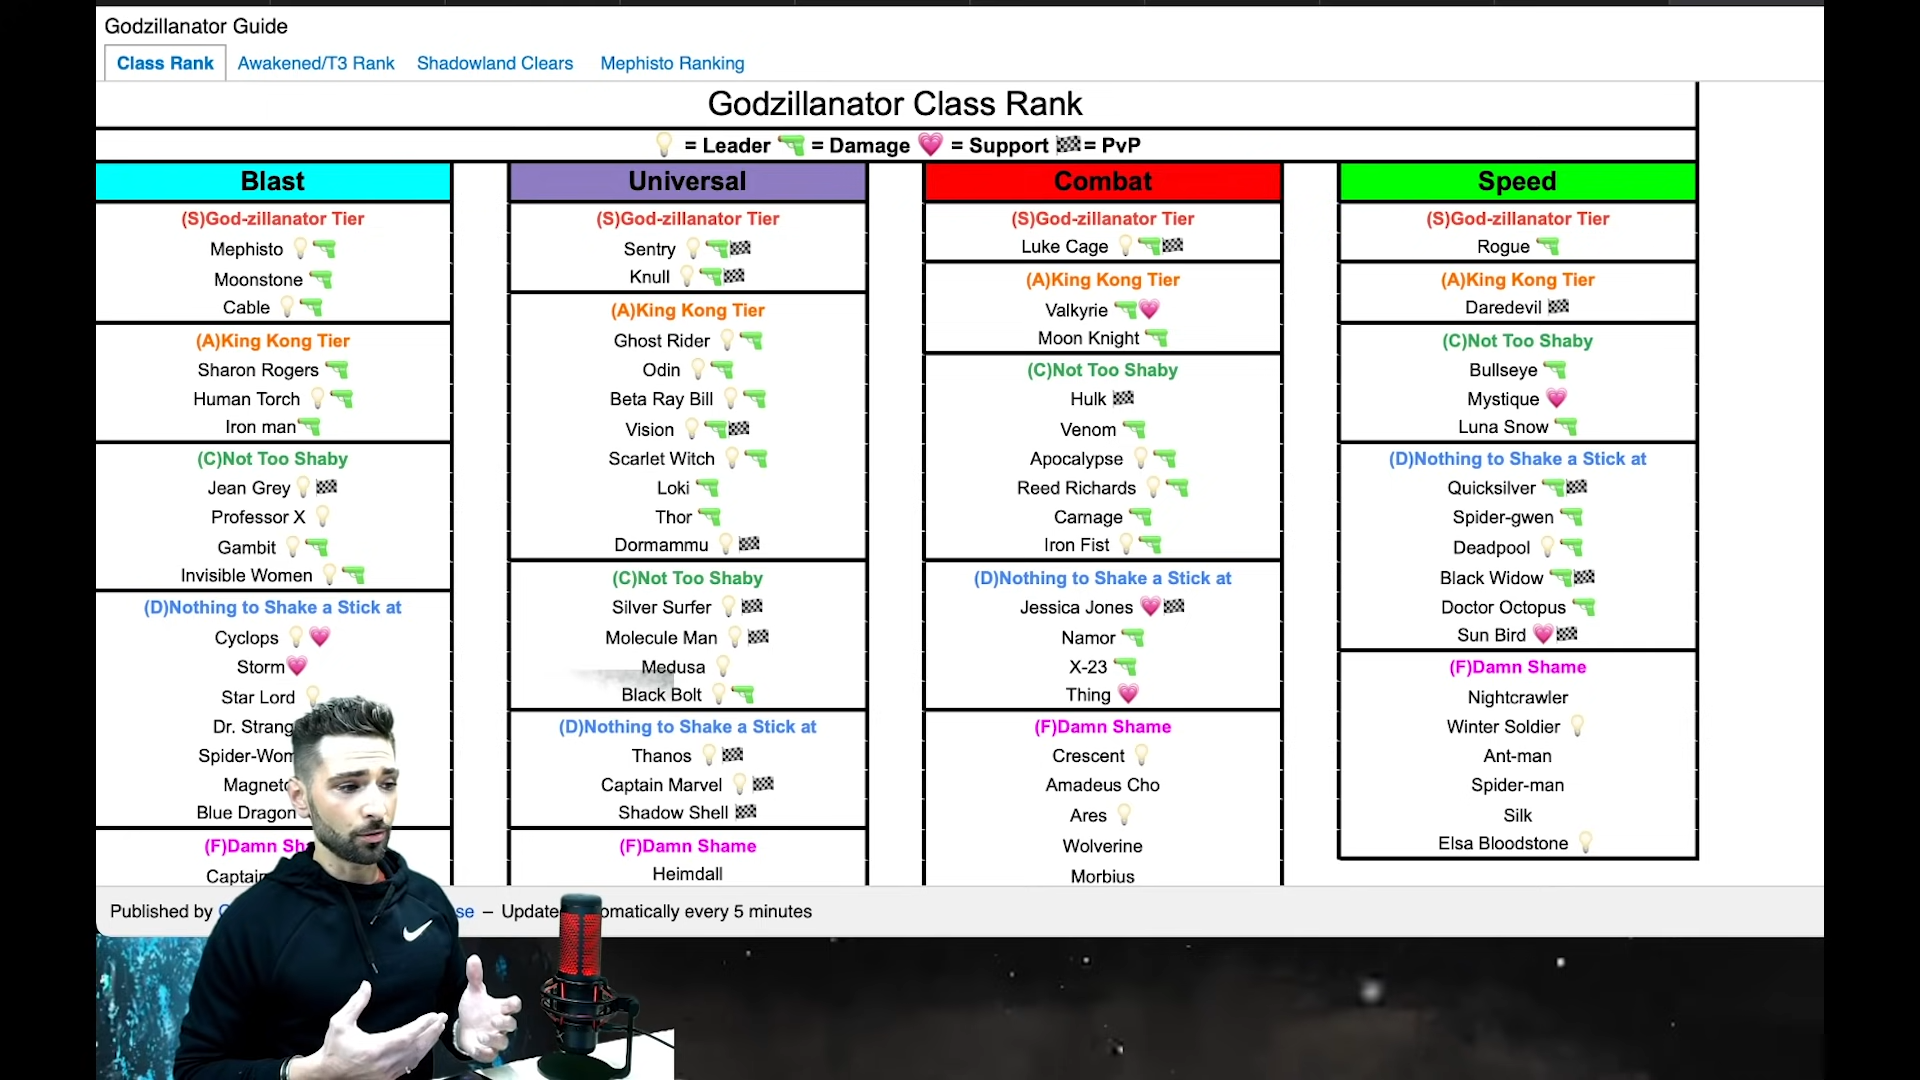 Godzillanator Guide
Class Rank Awakened/T3 Rank Shadowland Clears Mephisto Ranking
Godzillanator Class Rank
= Leader = Damage = Support = PvP
Blast
(S)God-zillanator Tier
Mephisto
Moonstone
Cable
(A)King Kong Tier
Sharon Rogers
Human Torch
Iron man
(C)Not Too Shaby
Jean Grey
Professor X
Gambit
Invisible Women
(D)Nothing to Shake a Stick at
Cyclops
Storm
Star Lord
Dr.
Magneto
Blue Dragon
(F)Damn
Universal
(S)God-zillanator Tier
Sentry
Knull
(A)King Kong Tier
Ghost Rider
Odin
Beta Ray Bill
Vision
Scarlet Witch
Loki
Thor
Dormammu
(C)Not Too Shaby
Silver Surfer
Molecule Man
Medusa
Black Bolt
(D)Nothing to Shake a Stick at
Thanos
Captain Marvel
Shadow Shell
(F)Damn Shame
Heimdall
Combat
(S)God-zillanator Tier
Luke Cage
(A)King Kong Tier
Valkyrie
Moon Knight
(C)Not Too Shaby
Hulk
Venom
Apocalypse
Reed Richards
Carnage
Iron Fist
(D)Nothing to Shake a Stick at
Jessica Jones
Namor
X-23
Thing
(F)Damn Shame
Crescent
Amadeus Cho
Ares
Wolverine
Morbius
Speed
(S)God-zillanator Tier
Rogue
(A)King Kong Tier
Daredevil
(C)Not Too Shaby
Bullseye
Mystique
Luna Snow
(D)Nothing to Shake a Stick at
Quicksilver
Spider-gwen
Deadpool
Black Widow
Doctor Octopus
Sun Bird
(F)Damn Shame
Nightcrawler
Winter Soldier
Ant-man
Spider-man
Silk
Elsa Bloodstone
Published by – every 5 minutes